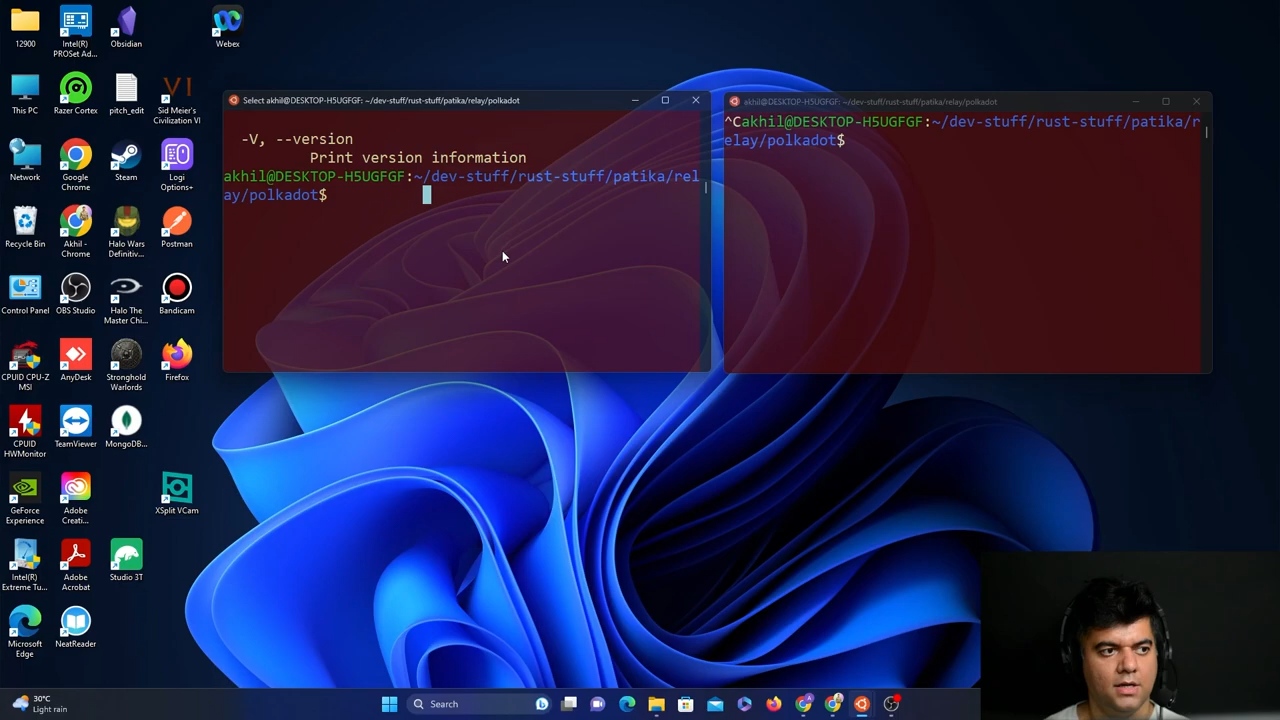 12900
Intel(R)
PROSet Ad...
Obsidian
Webex
This PC
Razer Cortex
pitch_edit
Sid Meier's
Civilization VI
Network
Google
Chrome
Steam
Logi
Options+
Recycle Bin
Akhil -
Chrome
Halo Wars
Definitiv...
Postman
Control Panel
OBS Studio
Halo The
Master Chi...
Bandicam
CPUID CPU-Z
MSI
AnyDesk
Stronghold
Warlords
Firefox
CPUID
HWMonitor
TeamViewer
MongoDB...
GeForce
Experience
Adobe
Creati...
XSplit VCam
Intel(R)
Extreme Tu...
Adobe
Acrobat
Studio 3T
Microsoft
Edge
NeatReader
Select akhil@DESKTOP-H5UGFGF: ~/dev-stuff/rust-stuff/patika/relay/polkadot
-V, --version
Print version information
akhil@DESKTOP-H5UGFGF:~/dev-stuff/rust-stuff/patika/rel
ay/polkadot$
akhil@DESKTOP-H5UGFGF: ~/dev-stuff/rust-stuff/patika/relay/polkadot
^Cakhil@DESKTOP-H5UGFGF:~/dev-stuff/rust-stuff/patika/r
elay/polkadot$
30°C
Light rain
Search